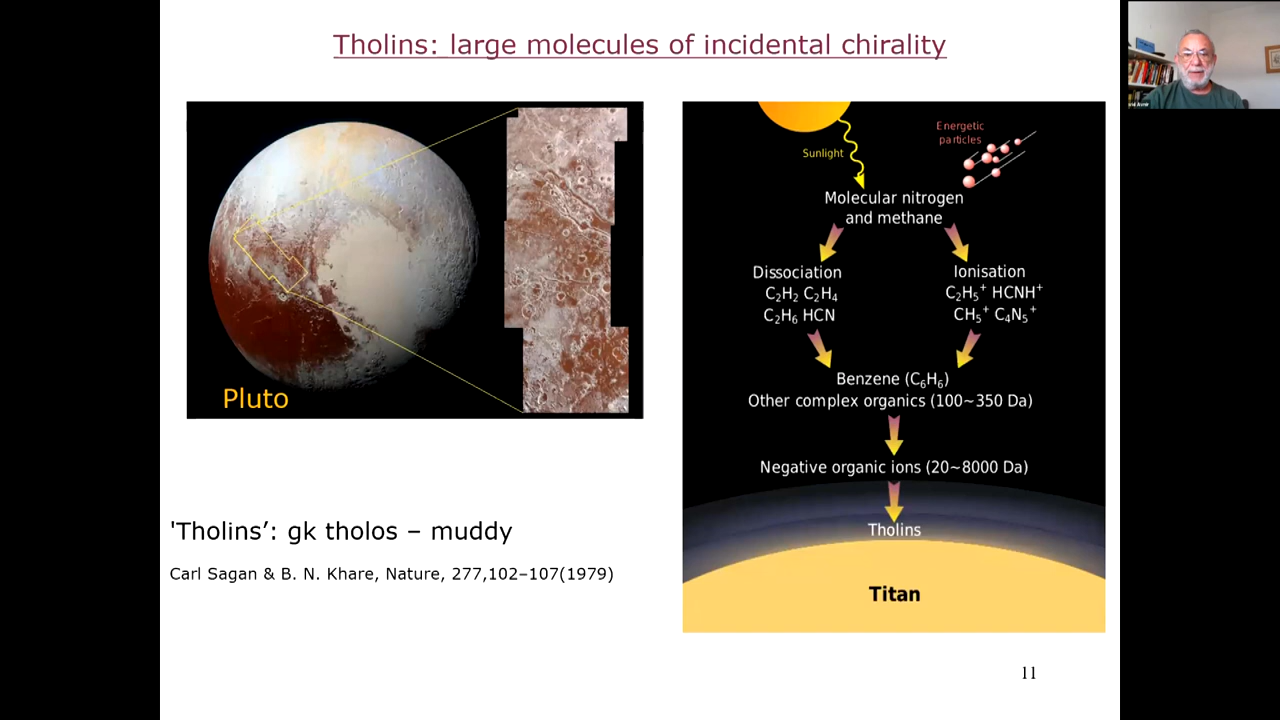 Tholins: large molecules of incidental chirality
Pluto
'Tholins’: gk tholos – muddy
Carl Sagan & B. N. Khare, Nature, 277,102–107(1979)
Sunlight
Energetic
particles
Molecular nitrogen
and methane
Dissociation
C₂H₂ C₂H₄
C₂H₆ HCN
Ionisation
C₂H₅⁺ HCNH⁺
CH₅⁺ C₄N₅⁺
Benzene (C₆H₆)
Other complex organics (100~350 Da)
Negative organic ions (20~8000 Da)
Tholins
Titan
11